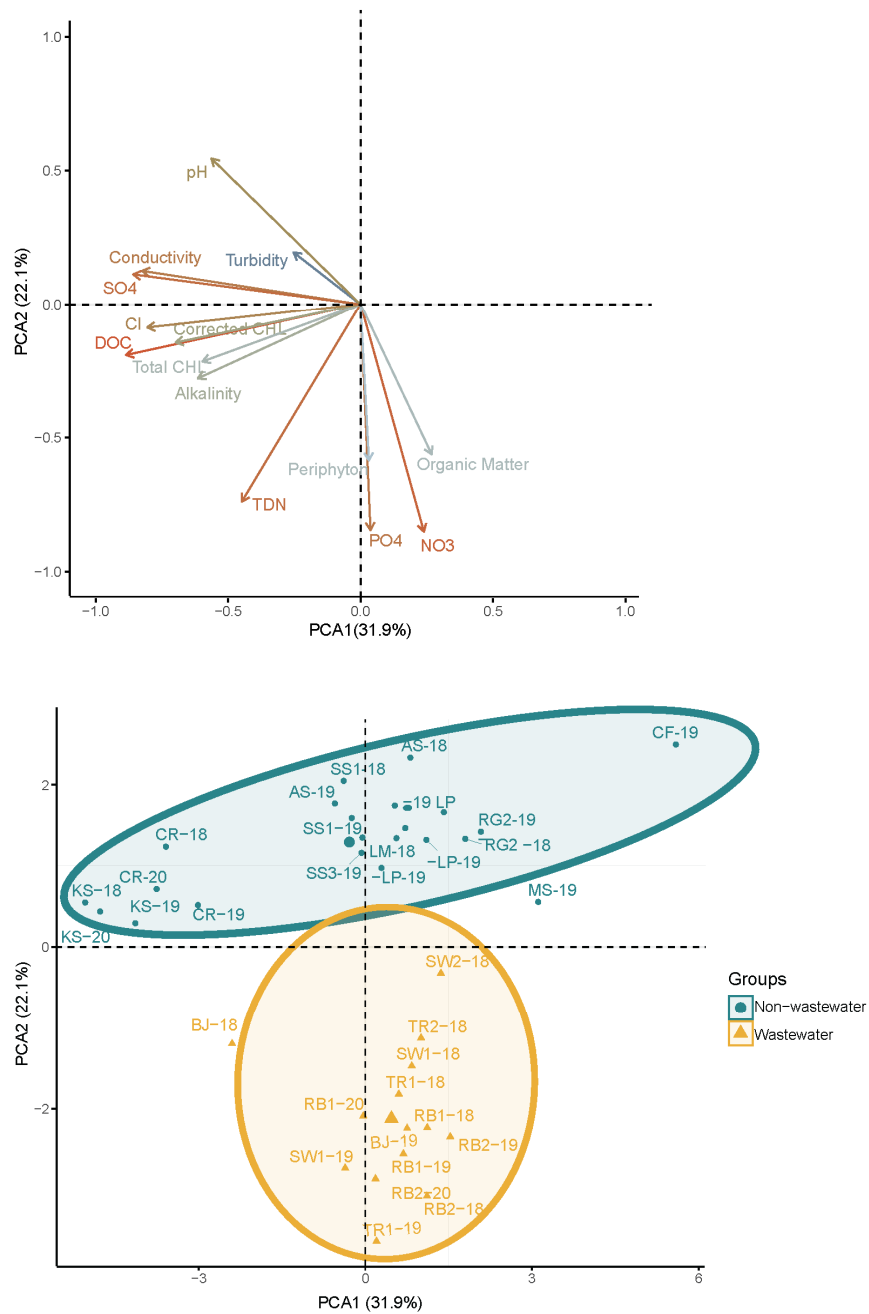 1.0
0.5
pH
Conductivity
Turbidity
SO4
0.0
Cl
Corrected CHL
DOC
Total CHL
Alkalinity
PCA2 (22.1%)
−0.5
Periphyton
Organic Matter
TDN
PO4
NO3
−1.0
−1.0
−0.5
0.0
0.5
1.0
PCA1(31.9%)
CF-19
AS-18
SS1-18
2
AS-19
−19 LP
RG2-19
SS1−19
CR−18
LM-18
−LP-19
RG2 −18
SS3-19
−LP-19
CR-20
KS−18
MS-19
KS−19
CR−19
KS−20
0
SW2−18
Groups
Non−wastewater
Wastewater
BJ−18
TR2−18
SW1−18
PCA2 (22.1%)
TR1−18
RB1−20
−2
RB1−18
BJ−19
RB2−19
SW1−19
RB1−19
RB2−20
RB2−18
TR1−19
−3
0
3
6
PCA1 (31.9%)